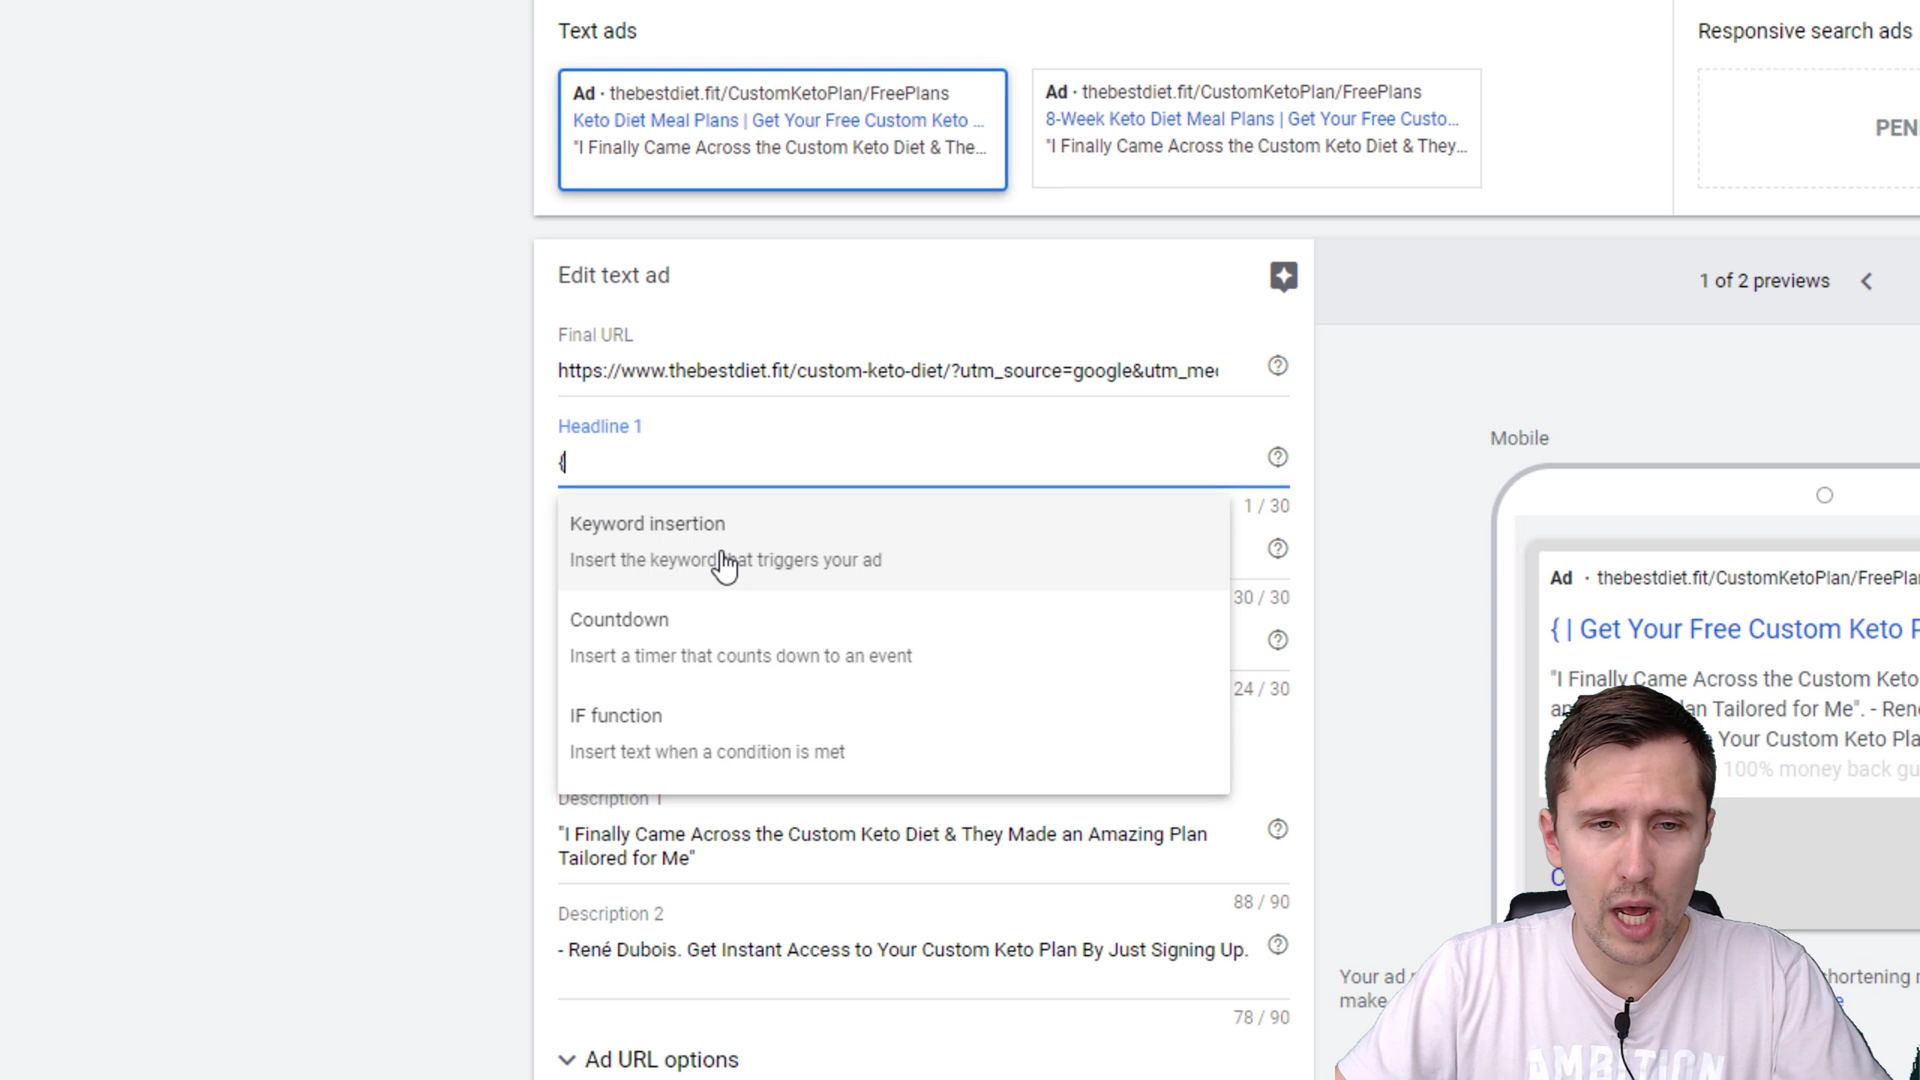 Text ads
Responsive search ads
Ad · thebestdiet.fit/CustomKetoPlan/FreePlans
Keto Diet Meal Plans | Get Your Free Custom Keto ...
"I Finally Came Across the Custom Keto Diet & The...
Ad · thebestdiet.fit/CustomKetoPlan/FreePlans
8-Week Keto Diet Meal Plans | Get Your Free Custo...
"I Finally Came Across the Custom Keto Diet & They...
PEN
Edit text ad
1 of 2 previews
Final URL
https://www.thebestdiet.fit/custom-keto-diet/?utm_source=google&utm_me
Headline 1
{
1 / 30
Keyword insertion
Insert the keyword that triggers your ad
30 / 30
Countdown
Insert a timer that counts down to an event
24 / 30
IF function
Insert text when a condition is met
Description 1
"I Finally Came Across the Custom Keto Diet & They Made an Amazing Plan
Tailored for Me"
88 / 90
Description 2
- René Dubois. Get Instant Access to Your Custom Keto Plan By Just Signing Up.
78 / 90
Ad URL options
Mobile
Ad · thebestdiet.fit/CustomKetoPlan/FreePla
{ | Get Your Free Custom Keto P
"I Finally Came Across the Custom Keto
an Tailored for Me". - Ren
Your Custom Keto Pla
100% money back gu
Your ad
shortening
make
AMBITION